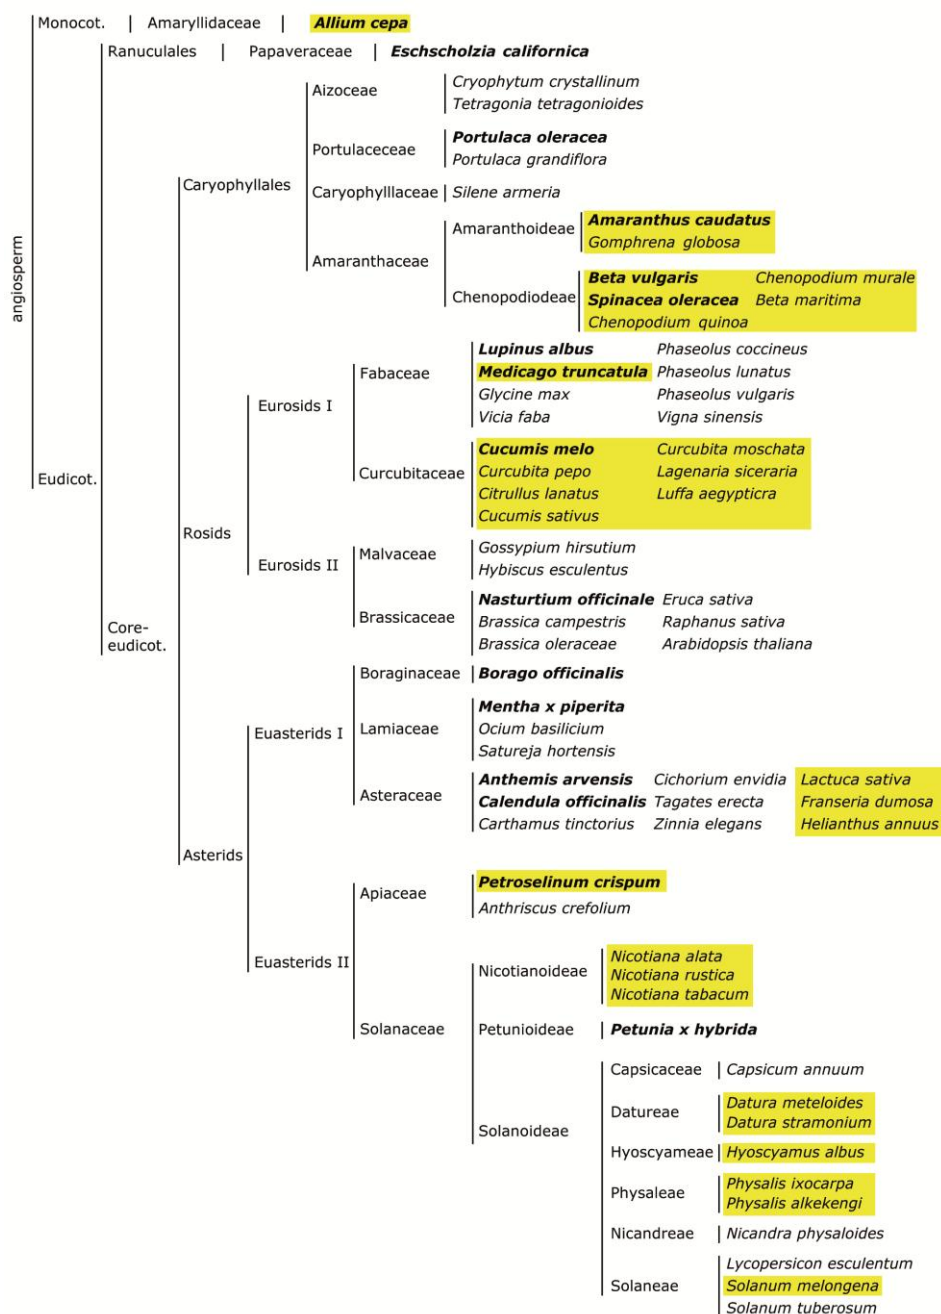 Monocot. Amaryllidaceae Allium cepa
Ranuculales Papaveraceae Eschscholzia californica
Aizoceae Cryophytum crystallinum
Tetragonia tetragonioides
Portulaceceae Portulaca oleracea
Portulaca grandiflora
Caryophyllales
Caryophylllaceae Silene armeria
Amaranthoideae Amaranthus caudatus
Gomphrena globosa
Amaranthaceae
Chenopodiodeae Beta vulgaris Chenopodium murale
Spinacea oleracea Beta maritima
Chenopodium quinoa
angiosperm
Fabaceae Lupinus albus Phaseolus coccineus
Medicago truncatula Phaseolus lunatus
Glycine max Phaseolus vulgaris
Vicia faba Vigna sinensis
Eurosids I
Curcubitaceae Cucumis melo Curcubita moschata
Curcubita pepo Lagenaria siceraria
Citrullus lanatus Luffa aegypticra
Cucumis sativus
Eudicot.
Rosids
Eurosids II
Malvaceae Gossypium hirsutium
Hybiscus esculentus
Brassicaceae Nasturtium officinale Eruca sativa
Brassica campestris Raphanus sativa
Brassica oleraceae Arabidopsis thaliana
Core-
eudicot.
Boraginaceae Borago officinalis
Euasterids I
Lamiaceae Mentha x piperita
Ocium basilicium
Satureja hortensis
Asteraceae Anthemis arvensis Cichorium envidia Lactuca sativa
Calendula officinalis Tagates erecta Franseria dumosa
Carthamus tinctorius Zinnia elegans Helianthus annuus
Asterids
Apiaceae Petroselinum crispum
Anthriscus crefolium
Euasterids II
Nicotianoideae Nicotiana alata
Nicotiana rustica
Nicotiana tabacum
Solanaceae
Petunioideae Petunia x hybrida
Capsicaceae Capsicum annuum
Datureae Datura meteloides
Datura stramonium
Solanoideae
Hyoscyameae Hyoscyamus albus
Physaleae Physalis ixocarpa
Physalis alkekengi
Nicandreae Nicandra physaloides
Solaneae Lycopersicon esculentum
Solanum melongena
Solanum tuberosum